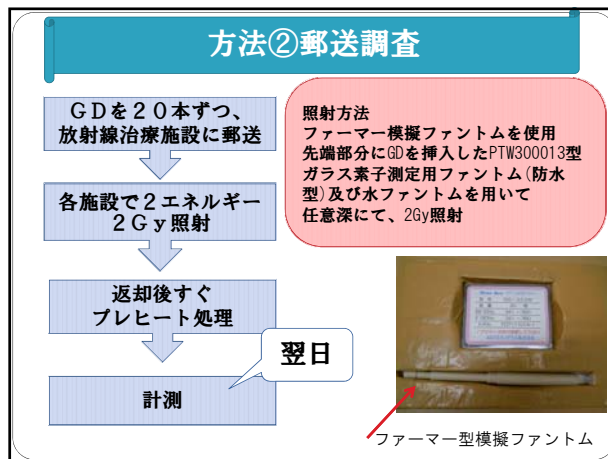 方法②郵送調査
ＧＤを２０本ずつ、
放射線治療施設に郵送
各施設で２エネルギー
２Ｇｙ照射
返却後すぐ
プレヒート処理
翌日
計測
照射方法
ファーマー模擬ファントムを使用
先端部分にGDを挿入したPTW300013型
ガラス素子測定用ファントム(防水
型)及び水ファントムを用いて
任意深にて、2Gy照射
ファーマー型模擬ファントム